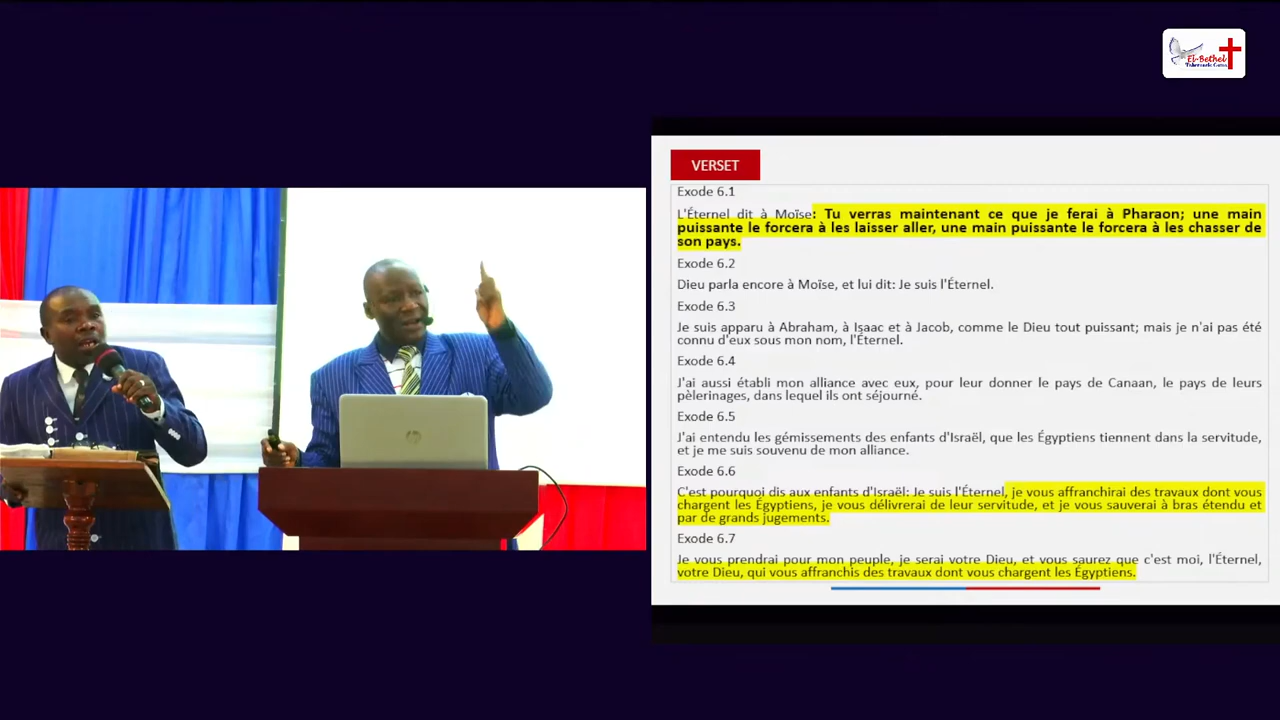 El-Bethel
VERSET
Exode 6.1
L'Éternel dit à Moïse: Tu verras maintenant ce que je ferai à Pharaon; une main
puissante le forcera à les laisser aller, une main puissante le forcera à les chasser de
son pays.
Exode 6.2
Dieu parla encore à Moïse, et lui dit: Je suis l'Éternel.
Exode 6.3
Je suis apparu à Abraham, à Isaac et à Jacob, comme le Dieu tout puissant; mais je n'ai pas été
connu d'eux sous mon nom, l'Éternel.
Exode 6.4
J'ai aussi établi mon alliance avec eux, pour leur donner le pays de Canaan, le pays de leurs
pèlerinages, dans lequel ils ont séjourné.
Exode 6.5
J'ai entendu les gémissements des enfants d'Israël, que les Égyptiens tiennent dans la servitude,
et je me suis souvenu de mon alliance.
Exode 6.6
C'est pourquoi dis aux enfants d'Israël: Je suis l'Éternel, je vous affranchirai des travaux dont vous
chargent les Égyptiens, je vous délivrerai de leur servitude, et je vous sauverai à bras étendu et
par de grands jugements.
Exode 6.7
Je vous prendrai pour mon peuple, je serai votre Dieu, et vous saurez que c'est moi, l'Éternel,
votre Dieu, qui vous affranchis des travaux dont vous chargent les Égyptiens.